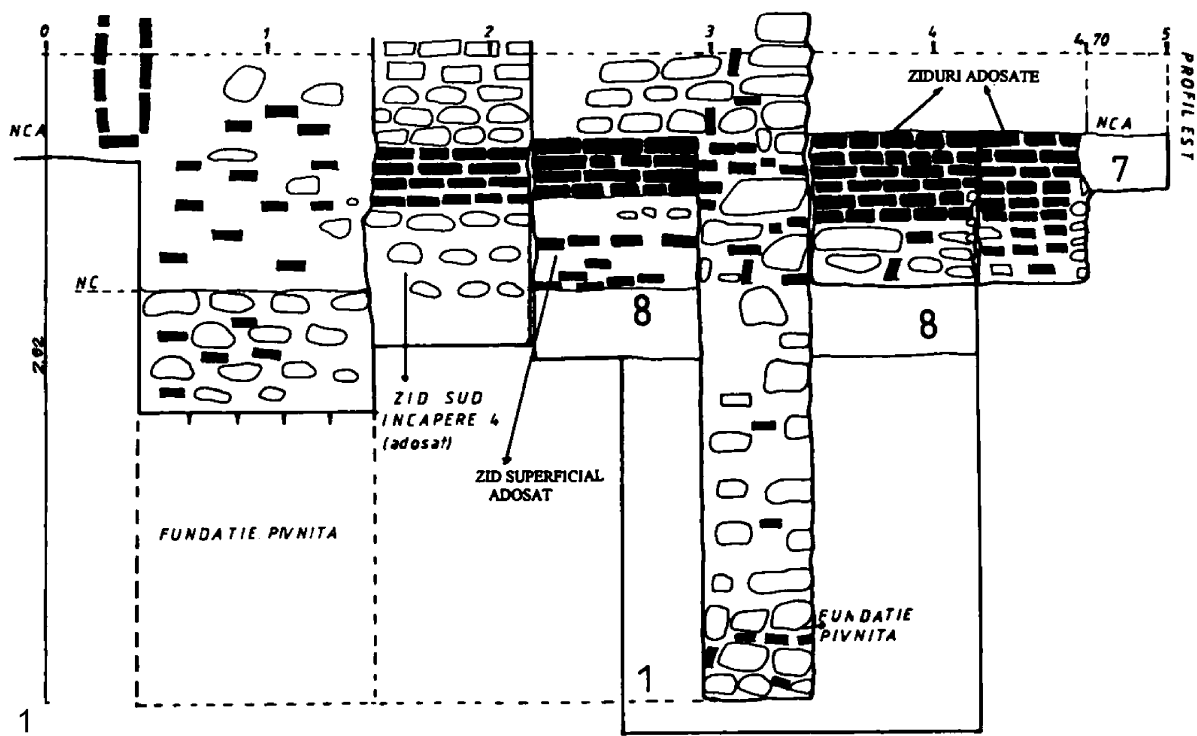 0 1 2 3 4 4,70 5
PROFIL EST
ZIDURI ADOSATE
NCA
NCA
7
NC
8
8
2,92
ZID SUD
INCAPERE 4
(adosat)
ZID SUPERFICIAL
ADOSAT
FUNDATIE PIVNITA
FUNDATIE
PIVNITA
1
1